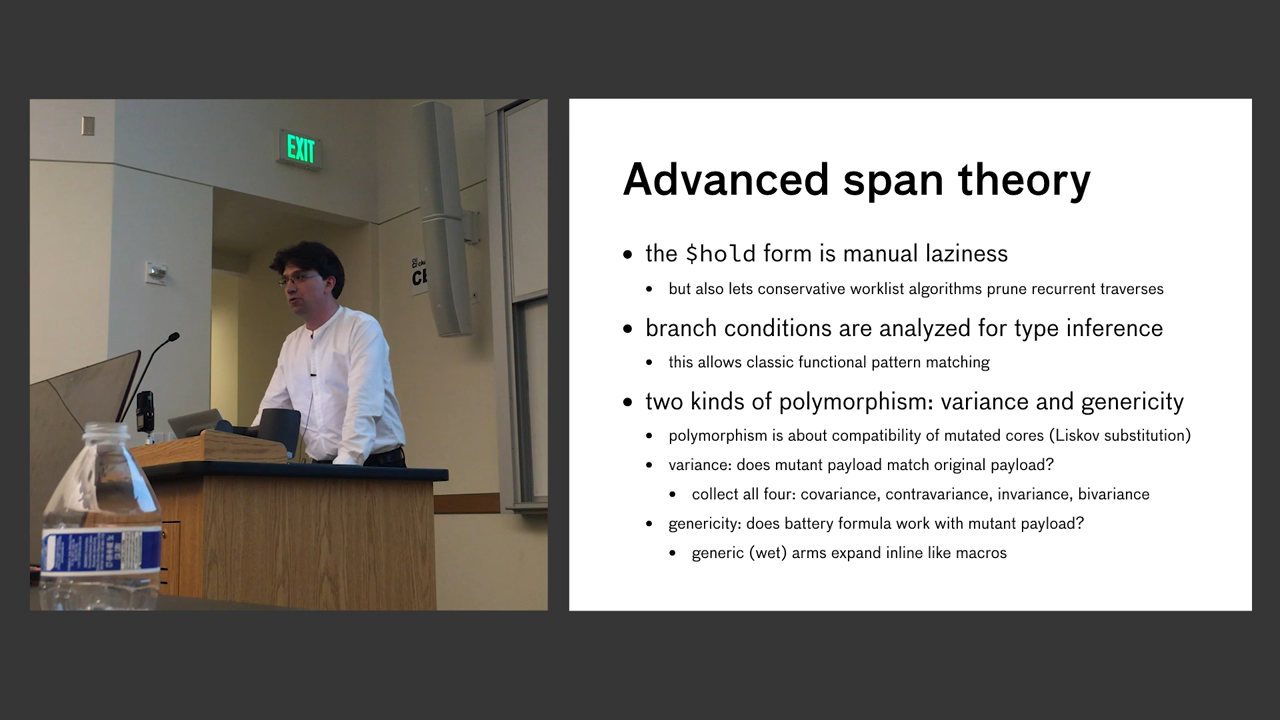 EXIT
Advanced span theory
the $hold form is manual laziness
but also lets conservative worklist algorithms prune recurrent traverses
branch conditions are analyzed for type inference
this allows classic functional pattern matching
two kinds of polymorphism: variance and genericity
polymorphism is about compatibility of mutated cores (Liskov substitution)
variance: does mutant payload match original payload?
collect all four: covariance, contravariance, invariance, bivariance
genericity: does battery formula work with mutant payload?
generic (wet) arms expand inline like macros